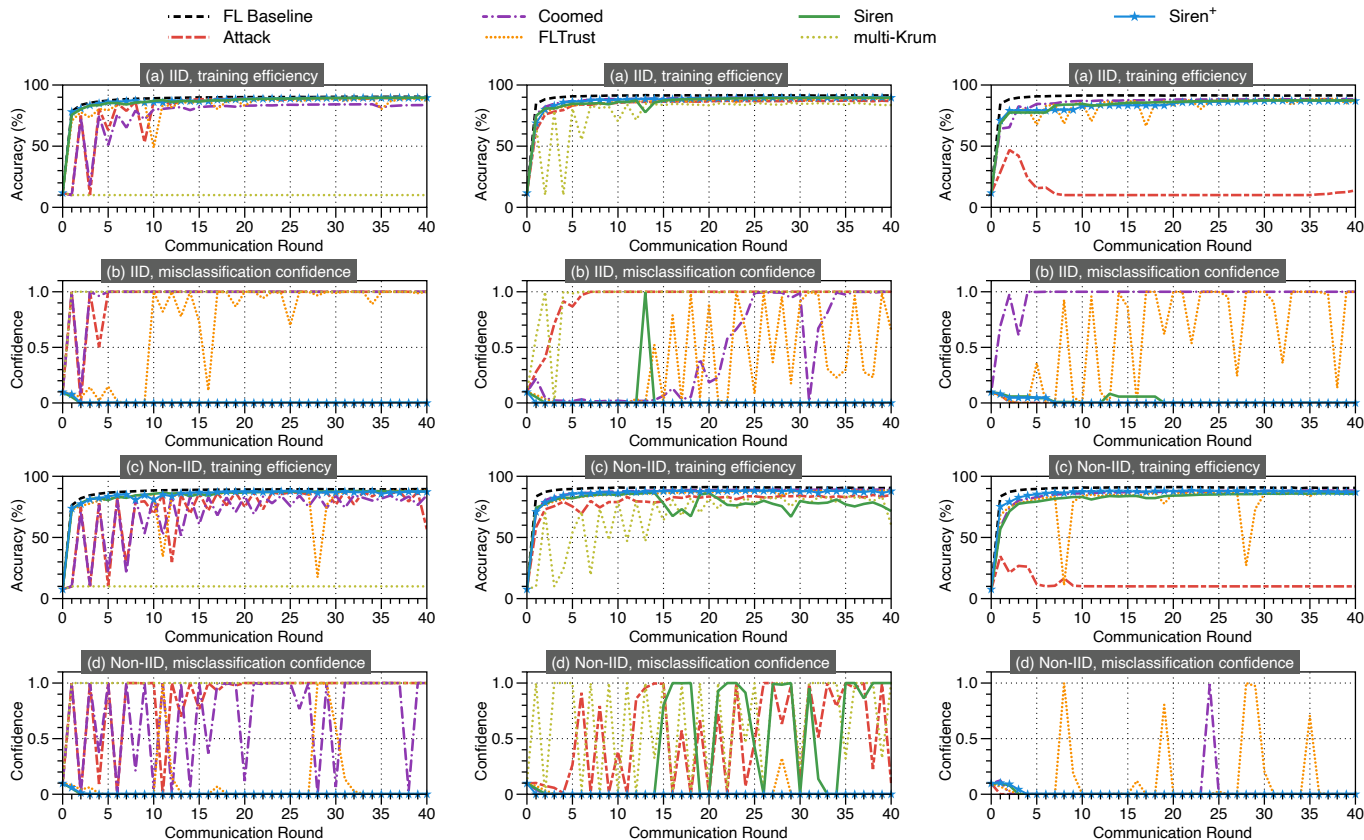 FL Baseline Coomed Siren Siren+
Attack FLTrust multi-Krum
(a) IID, training efficiency (a) IID, training efficiency (a) IID, training efficiency
100 100 100
Accuracy (%) Accuracy (%) Accuracy (%)
50 50 50
0 0 0
0 5 10 15 20 25 30 35 40 0 5 10 15 20 25 30 35 40 0 5 10 15 20 25 30 35 40
Communication Round Communication Round Communication Round
(b) IID, misclassification confidence (b) IID, misclassification confidence (b) IID, misclassification confidence
1.0 1.0 1.0
Confidence Confidence Confidence
0.5 0.5 0.5
0 0 0
0 5 10 15 20 25 30 35 40 0 5 10 15 20 25 30 35 40 0 5 10 15 20 25 30 35 40
Communication Round Communication Round Communication Round
(c) Non-IID, training efficiency (c) Non-IID, training efficiency (c) Non-IID, training efficiency
100 100 100
Accuracy (%) Accuracy (%) Accuracy (%)
50 50 50
0 0 0
0 5 10 15 20 25 30 35 40 0 5 10 15 20 25 30 35 40 0 5 10 15 20 25 30 35 40
Communication Round Communication Round Communication Round
(d) Non-IID, misclassification confidence (d) Non-IID, misclassification confidence (d) Non-IID, misclassification confidence
1.0 1.0 1.0
Confidence Confidence Confidence
0.5 0.5 0.5
0 0 0
0 5 10 15 20 25 30 35 40 0 5 10 15 20 25 30 35 40 0 5 10 15 20 25 30 35 40
Communication Round Communication Round Communication Round